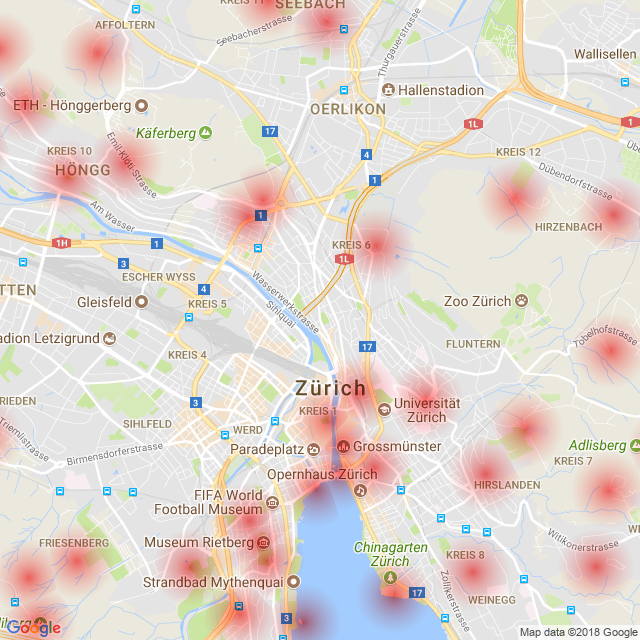 KREIS 11
SEEBACH
AFFOLTERN
Seebacherstrasse
Thurgauerstrasse
Wallisellen
Hallenstadion
ETH - Hönggerberg
OERLIKON
1
1L
17
Käferberg
KREIS 10
Emil-Klöti-Strasse
4
KREIS 12
HÖNGG
1
Dübendorfstrasse
Am Wasser
1
HIRZENBACH
1H
1
KREIS 6
3
1L
ESCHER WYSS
Wasserwerkstrasse
TTEN
4
Gleisfeld
KREIS 5
Zoo Zürich
Sihlquai
Tobelhofstrasse
adion Letzigrund
FLUNTERN
KREIS 4
17
Zürich
RIEDEN
3
Universität
Zürich
KREIS 1
SIHLFELD
WERD
Triemlistrasse
Grossmünster
Adlisberg
Birmensdorferstrasse
Paradeplatz
KREIS 7
Opernhaus Zürich
HIRSLANDEN
FIFA World
Football Museum
Witikonerstrasse
FRIESENBERG
Museum Rietberg
Chinagarten
Zürich
KREIS 8
Strandbad Mythenquai
Zollikerstrasse
17
WEINEGG
3
Google
Map data ©2018 Google